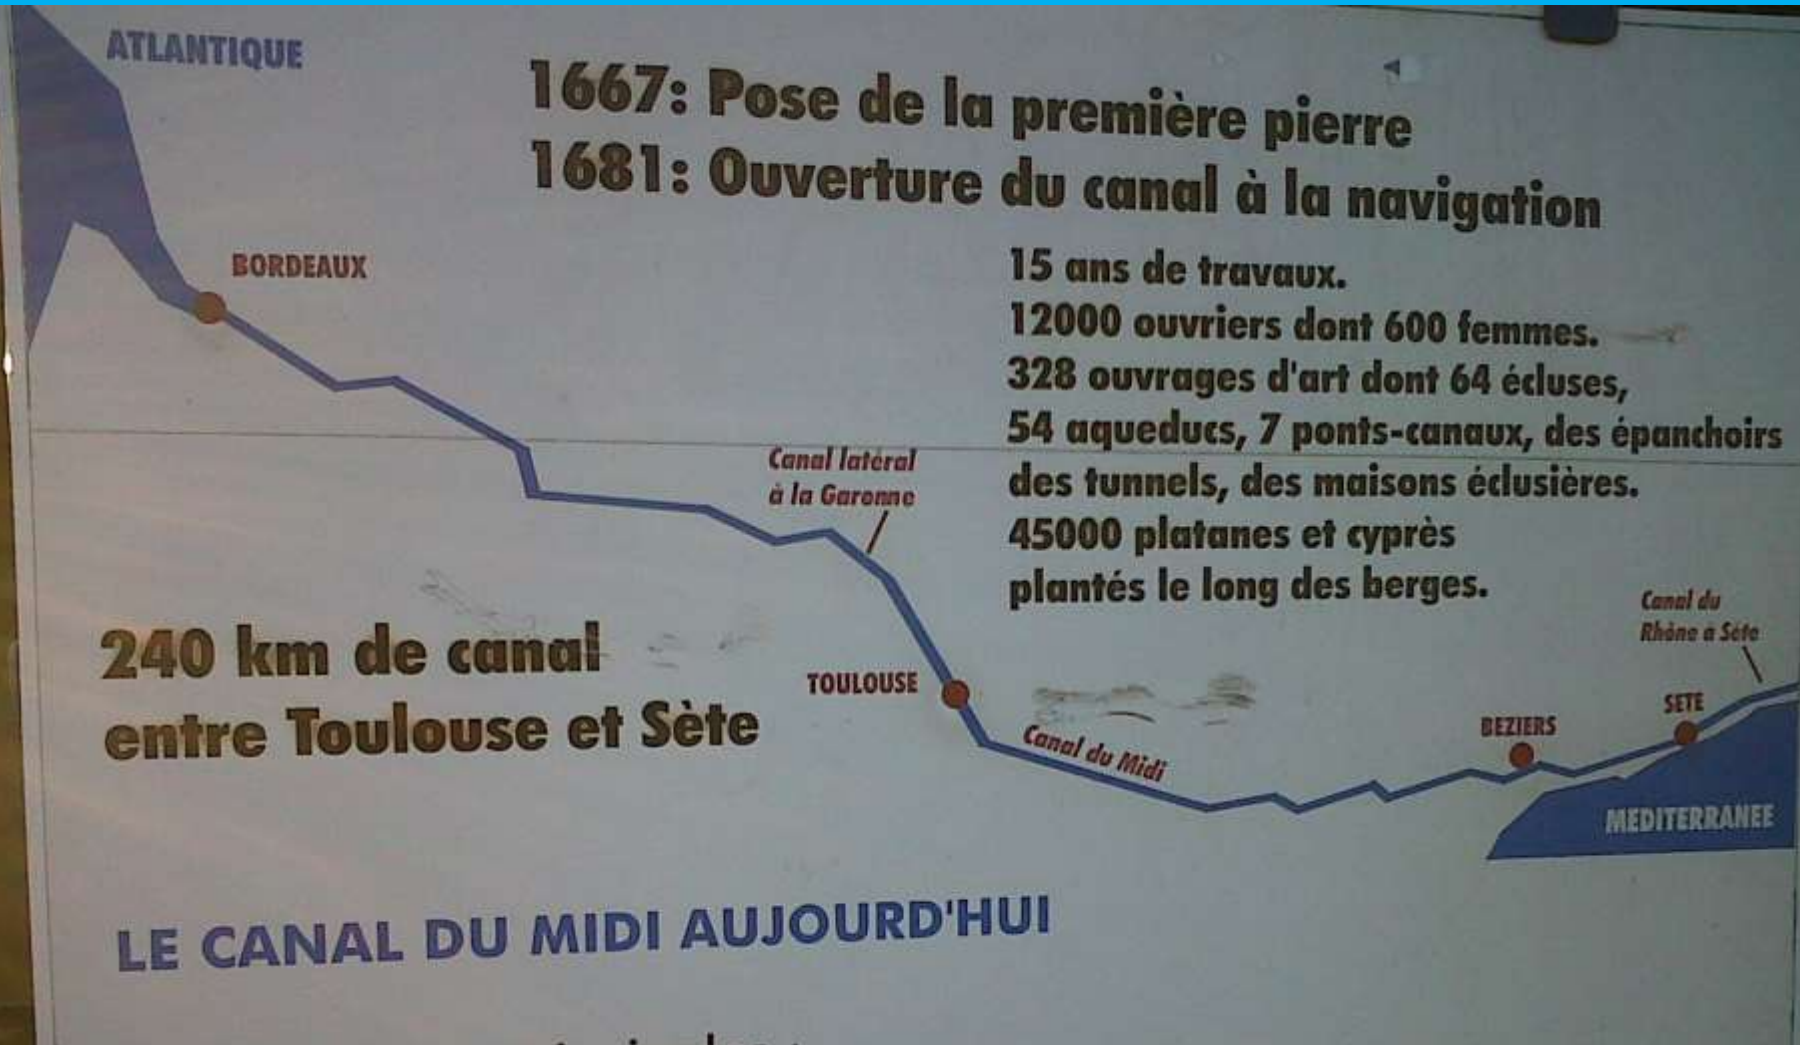 ATLANTIQUE
1667: Pose de la première pierre
1681: Ouverture du canal à la navigation
BORDEAUX
15 ans de travaux.
12000 ouvriers dont 600 femmes.
328 ouvrages d'art dont 64 écluses,
54 aqueducs, 7 ponts-canaux, des épanchoirs
des tunnels, des maisons éclusières.
45000 platanes et cyprès
plantés le long des berges.
Canal latéral
à la Garonne
Canal du
Rhône à Sète
240 km de canal
entre Toulouse et Sète
TOULOUSE
Canal du Midi
BEZIERS
SETE
MEDITERRANEE
LE CANAL DU MIDI AUJOURD'HUI